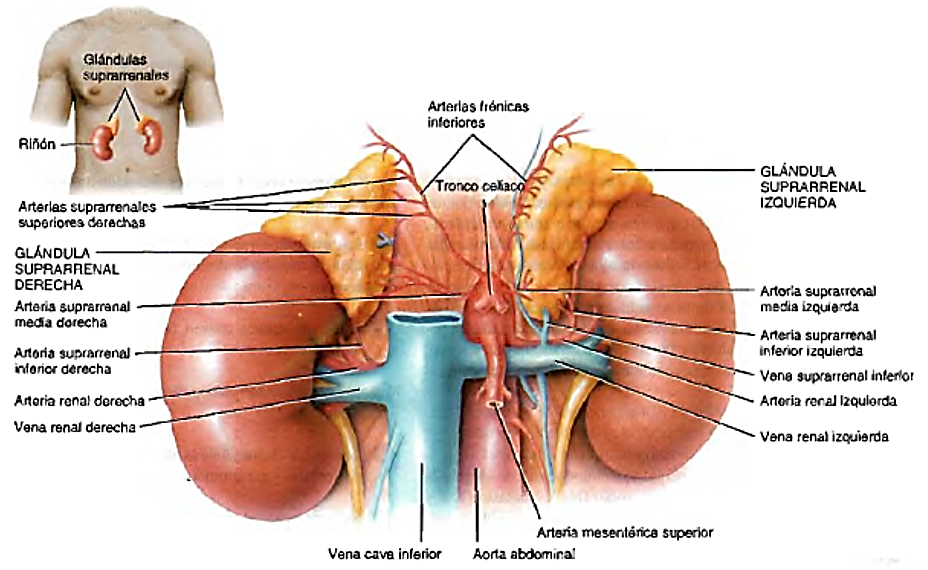 Glándulas
suprarrenales
Riñón
Arterias frénicas
inferiores
Tronco celíaco
GLÁNDULA
SUPRARRENAL
IZQUIERDA
Arterias suprarrenales
superiores derechas
GLÁNDULA
SUPRARRENAL
DERECHA
Arteria suprarrenal
media derecha
Arteria suprarrenal
inferior derecha
Arteria renal derecha
Vena renal derecha
Arteria suprarrenal
media izquierda
Arteria suprarrenal
inferior izquierda
Vena suprarrenal inferior
Arteria renal izquierda
Vena renal izquierda
Arteria mesentérica superior
Vena cava inferior
Aorta abdominal